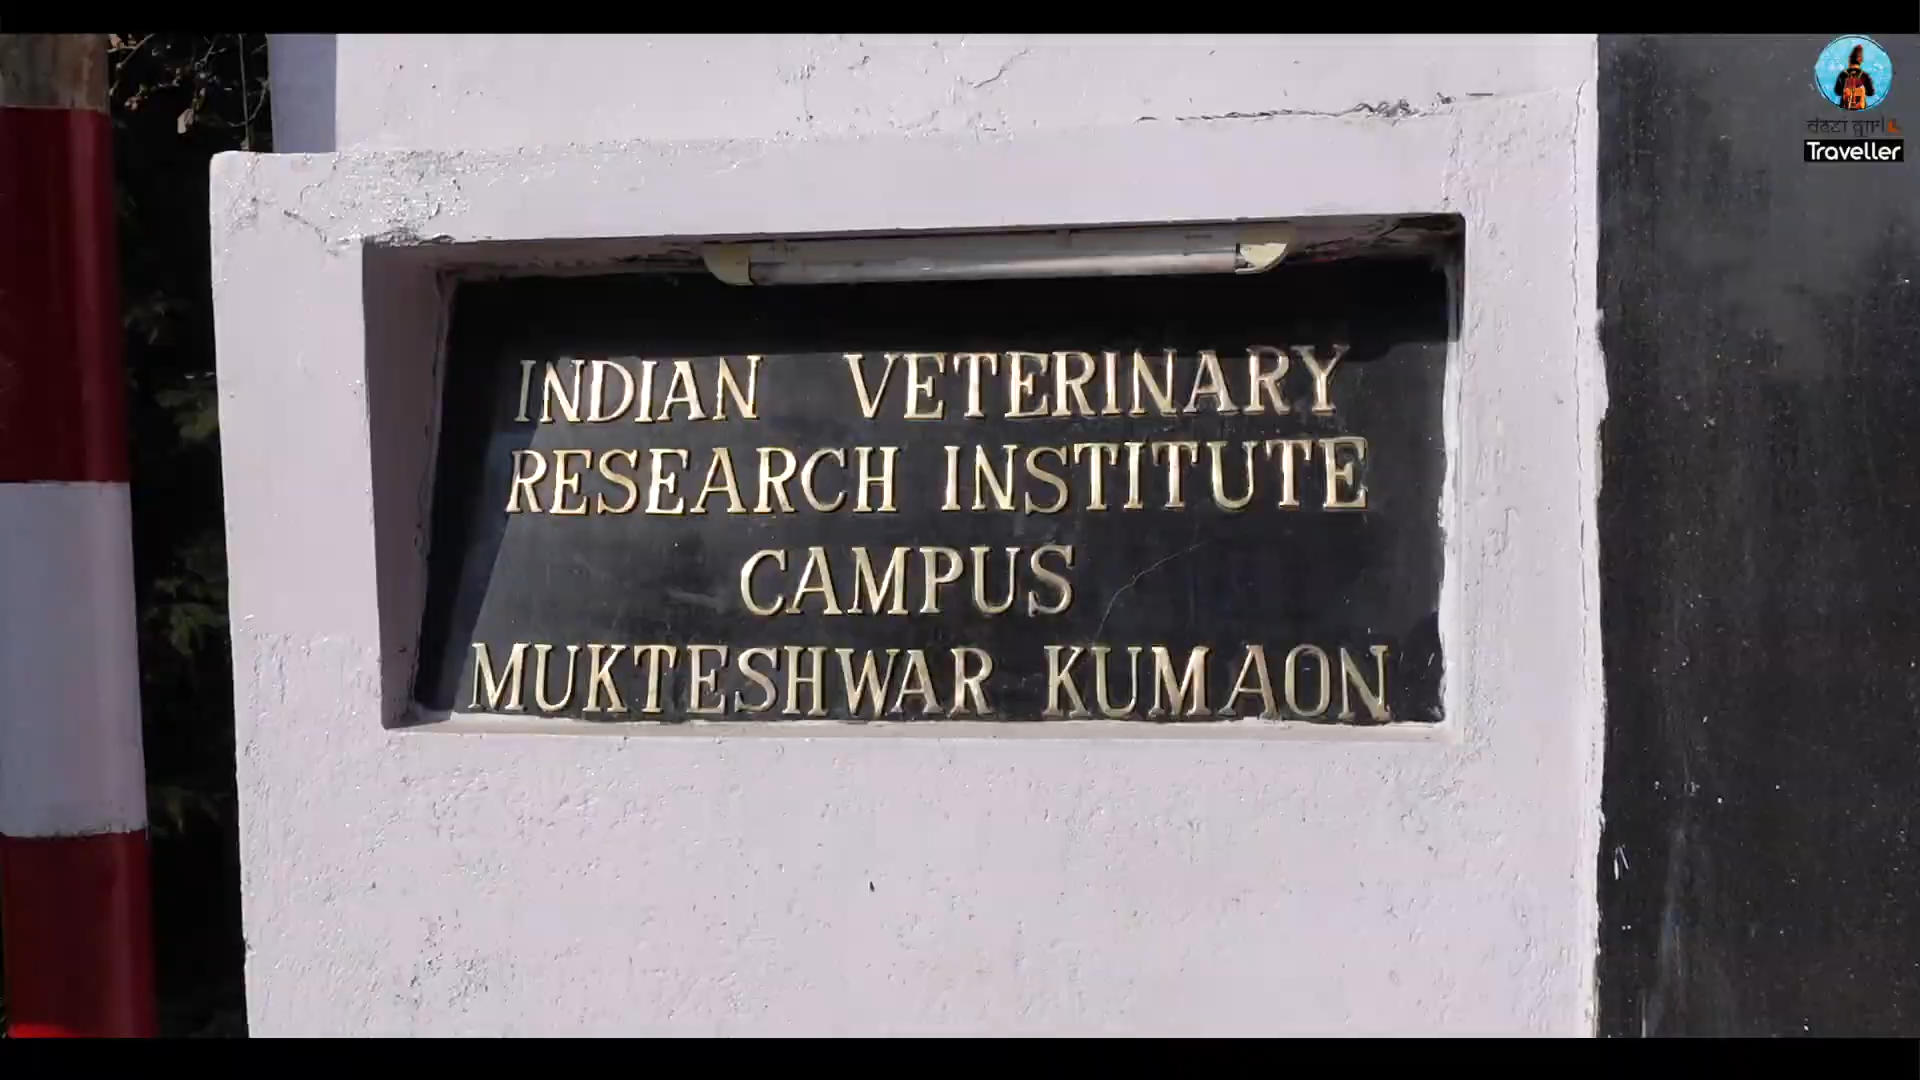 INDIAN VETERINARY
RESEARCH INSTITUTE
CAMPUS
MUKTESHWAR KUMAON
Traveller